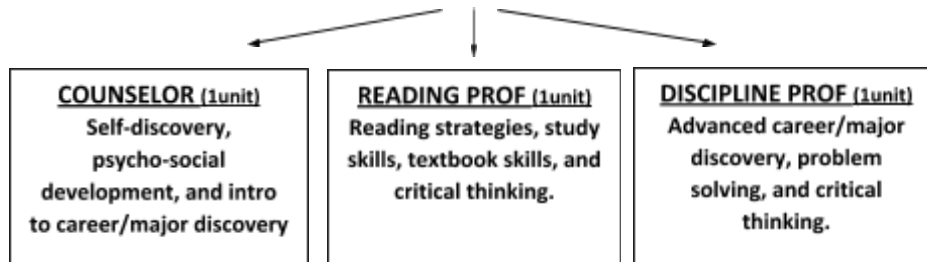 COUNSELOR (1unit)
Self-discovery,
psycho-social
development, and intro
to career/major discovery
READING PROF (1unit)
Reading strategies, study
skills, textbook skills, and
critical thinking.
DISCIPLINE PROF (1unit)
Advanced career/major
discovery, problem
solving, and critical
thinking.